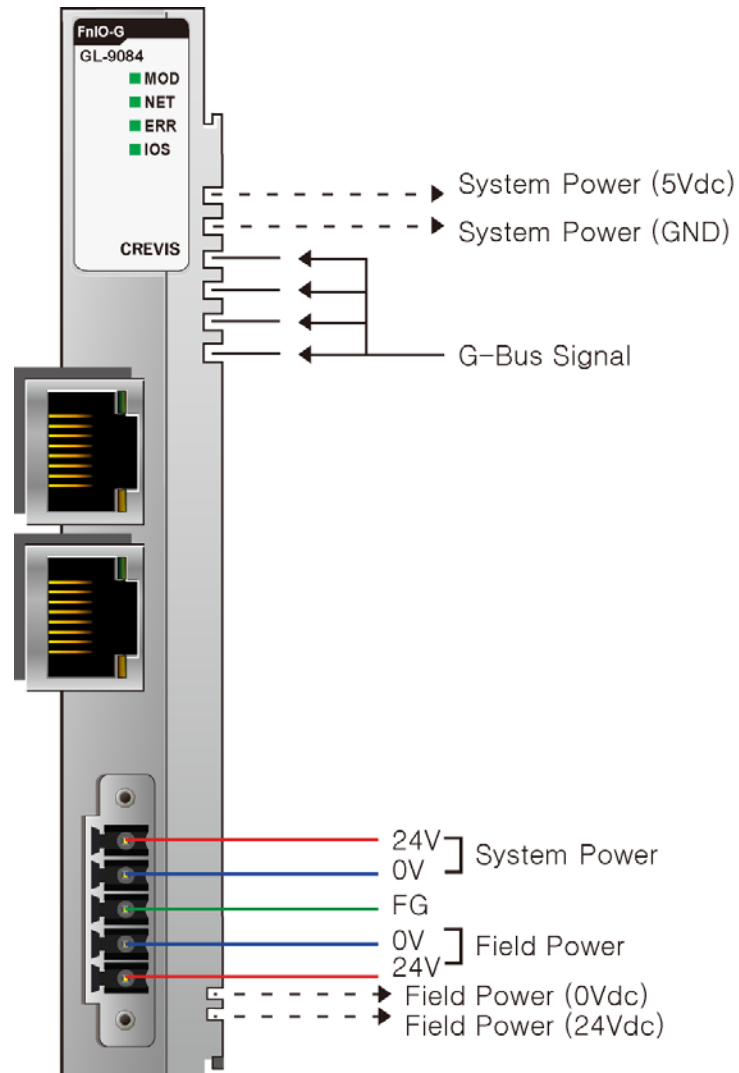 FnIO-G
GL-9084
MOD
NET
ERR
IOS
CREVIS
System Power (5Vdc)
System Power (GND)
G-Bus Signal
24V
0V
System Power
FG
0V
24V
Field Power
Field Power (0Vdc)
Field Power (24Vdc)